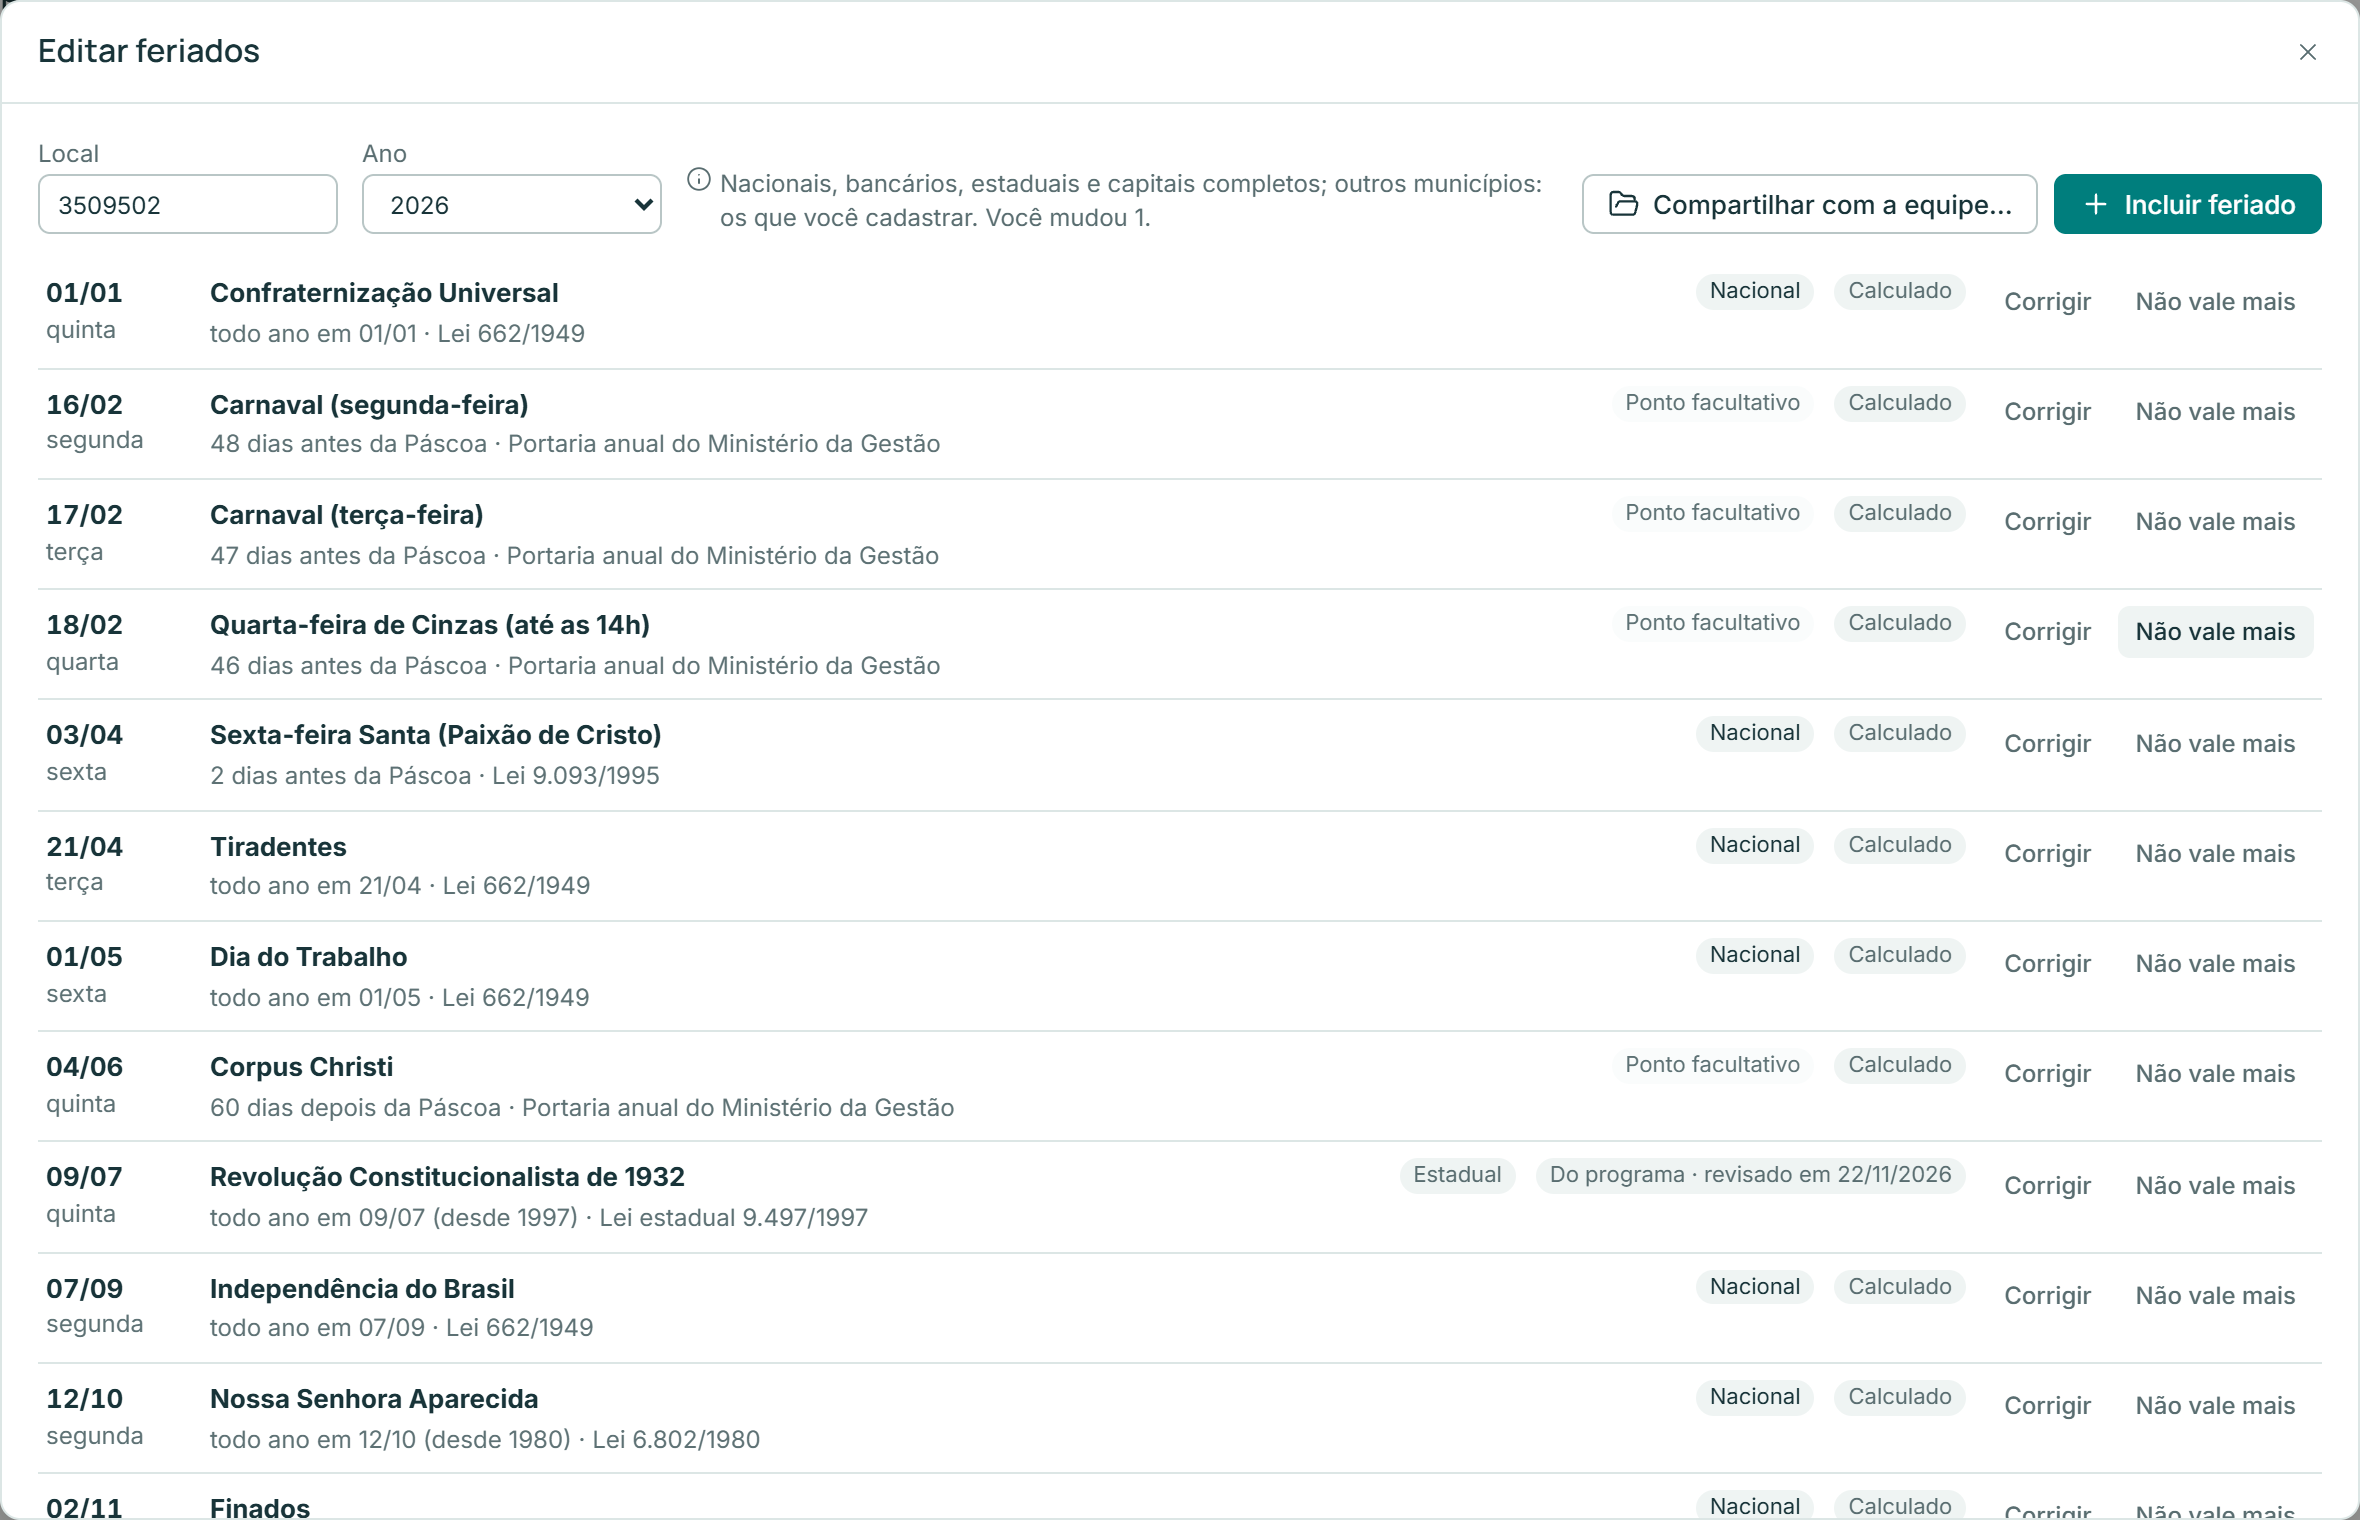 Editar feriados
Local
Ano
3509502
2026
Nacionais, bancários, estaduais e capitais completos; outros municípios:
os que você cadastrar. Você mudou 1.
Compartilhar com a equipe...
Incluir feriado
01/01 Confraternização Universal Nacional Calculado Corrigir Não vale mais
quinta todo ano em 01/01 · Lei 662/1949
16/02 Carnaval (segunda-feira) Ponto facultativo Calculado Corrigir Não vale mais
segunda 48 dias antes da Páscoa · Portaria anual do Ministério da Gestão
17/02 Carnaval (terça-feira) Ponto facultativo Calculado Corrigir Não vale mais
terça 47 dias antes da Páscoa · Portaria anual do Ministério da Gestão
18/02 Quarta-feira de Cinzas (até as 14h) Ponto facultativo Calculado Corrigir Não vale mais
quarta 46 dias antes da Páscoa · Portaria anual do Ministério da Gestão
03/04 Sexta-feira Santa (Paixão de Cristo) Nacional Calculado Corrigir Não vale mais
sexta 2 dias antes da Páscoa · Lei 9.093/1995
21/04 Tiradentes Nacional Calculado Corrigir Não vale mais
terça todo ano em 21/04 · Lei 662/1949
01/05 Dia do Trabalho Nacional Calculado Corrigir Não vale mais
sexta todo ano em 01/05 · Lei 662/1949
04/06 Corpus Christi Ponto facultativo Calculado Corrigir Não vale mais
quinta 60 dias depois da Páscoa · Portaria anual do Ministério da Gestão
09/07 Revolução Constitucionalista de 1932 Estadual Do programa · revisado em 22/11/2026 Corrigir Não vale mais
quinta todo ano em 09/07 (desde 1997) · Lei estadual 9.497/1997
07/09 Independência do Brasil Nacional Calculado Corrigir Não vale mais
segunda todo ano em 07/09 · Lei 662/1949
12/10 Nossa Senhora Aparecida Nacional Calculado Corrigir Não vale mais
segunda todo ano em 12/10 (desde 1980) · Lei 6.802/1980
02/11 Finados Nacional Calculado Corrigir Não vale mais